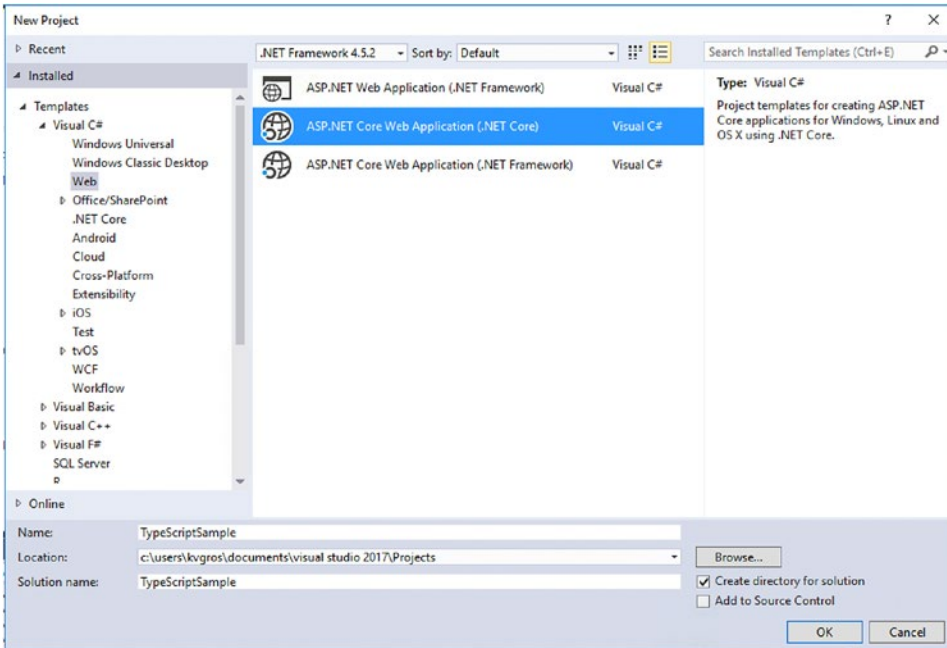 New Project
? ×
Recent
.NET Framework 4.5.2 Sort by: Default
Search Installed Templates (Ctrl+E)
Installed
Templates
Visual C#
Windows Universal
Windows Classic Desktop
Web
Office/SharePoint
.NET Core
Android
Cloud
Cross-Platform
Extensibility
iOS
Test
tvOS
WCF
Workflow
Visual Basic
Visual C++
Visual F#
SQL Server
Online
ASP.NET Web Application (.NET Framework) Visual C#
ASP.NET Core Web Application (.NET Core) Visual C#
ASP.NET Core Web Application (.NET Framework) Visual C#
Type: Visual C#
Project templates for creating ASP.NET
Core applications for Windows, Linux and
OS X using .NET Core.
Name: TypeScriptSample
Location: c:\users\kvgros\documents\visual studio 2017\Projects
Browse...
Solution name: TypeScriptSample
Create directory for solution
Add to Source Control
OK Cancel